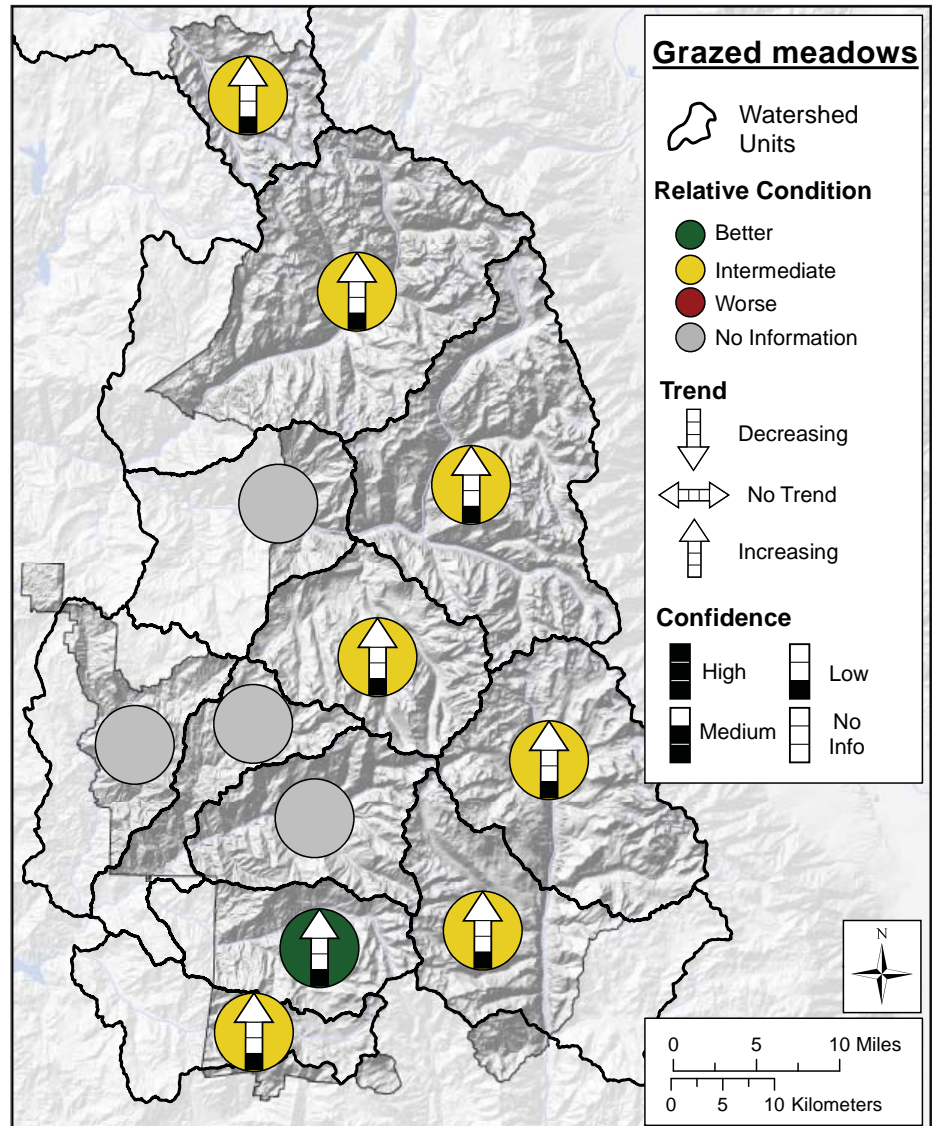 Grazed meadows
Watershed
Units
Relative Condition
Better
Intermediate
Worse
No Information
Trend
Decreasing
No Trend
Increasing
Confidence
High
Low
Medium
No
Info
N
0 5 10 Miles
0 5 10 Kilometers